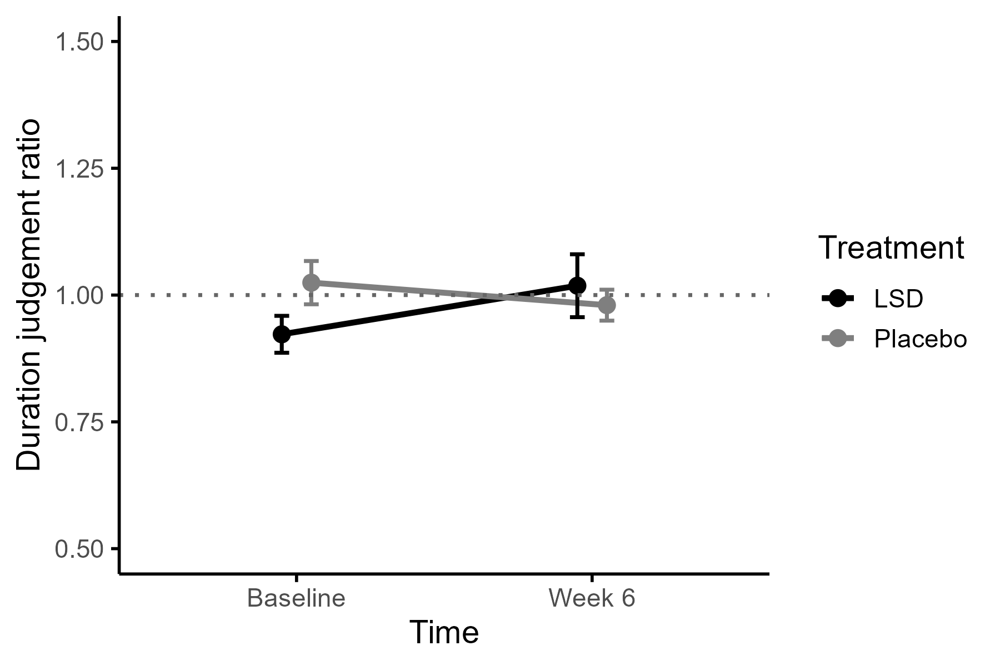 Duration judgement ratio
1.50
1.25
1.00
0.75
0.50
Baseline
Week 6
Time
Treatment
LSD
Placebo